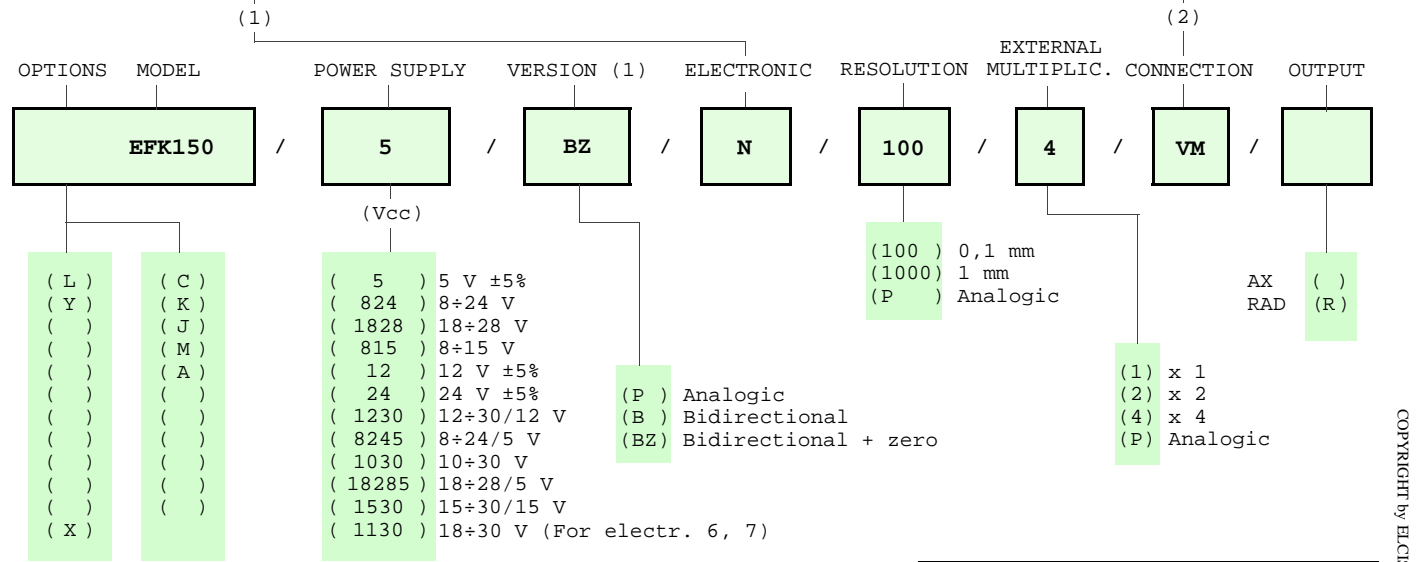 (1) (2)
EXTERNAL
OPTIONS MODEL POWER SUPPLY VERSION (1) ELECTRONIC RESOLUTION MULTIPLIC. CONNECTION OUTPUT
EFK150 / 5 / BZ / N / 100 / 4 / VM /
(Vcc)
(100 ) 0,1 mm
(1000) 1 mm
(P ) Analogic
( L ) ( C ) ( 5 ) 5 V ±5% AX ( )
( Y ) ( K ) ( 824 ) 8÷24 V RAD (R)
( ) ( J ) ( 1828 ) 18÷28 V
( ) ( M ) ( 815 ) 8÷15 V
( ) ( A ) ( 12 ) 12 V ±5% (1) x 1
( ) ( ) ( 24 ) 24 V ±5% (P ) Analogic (2) x 2
( ) ( ) ( 1230 ) 12÷30/12 V (B ) Bidirectional (4) x 4
( ) ( ) ( 8245 ) 8÷24/5 V (BZ) Bidirectional + zero (P) Analogic
( ) ( ) ( 1030 ) 10÷30 V
( ) ( ) ( 18285 ) 18÷28/5 V
( ) ( ) ( 1530 ) 15÷30/15 V
( X ) ( 1130 ) 18÷30 V (For electr. 6, 7)
COPYRIGHT by